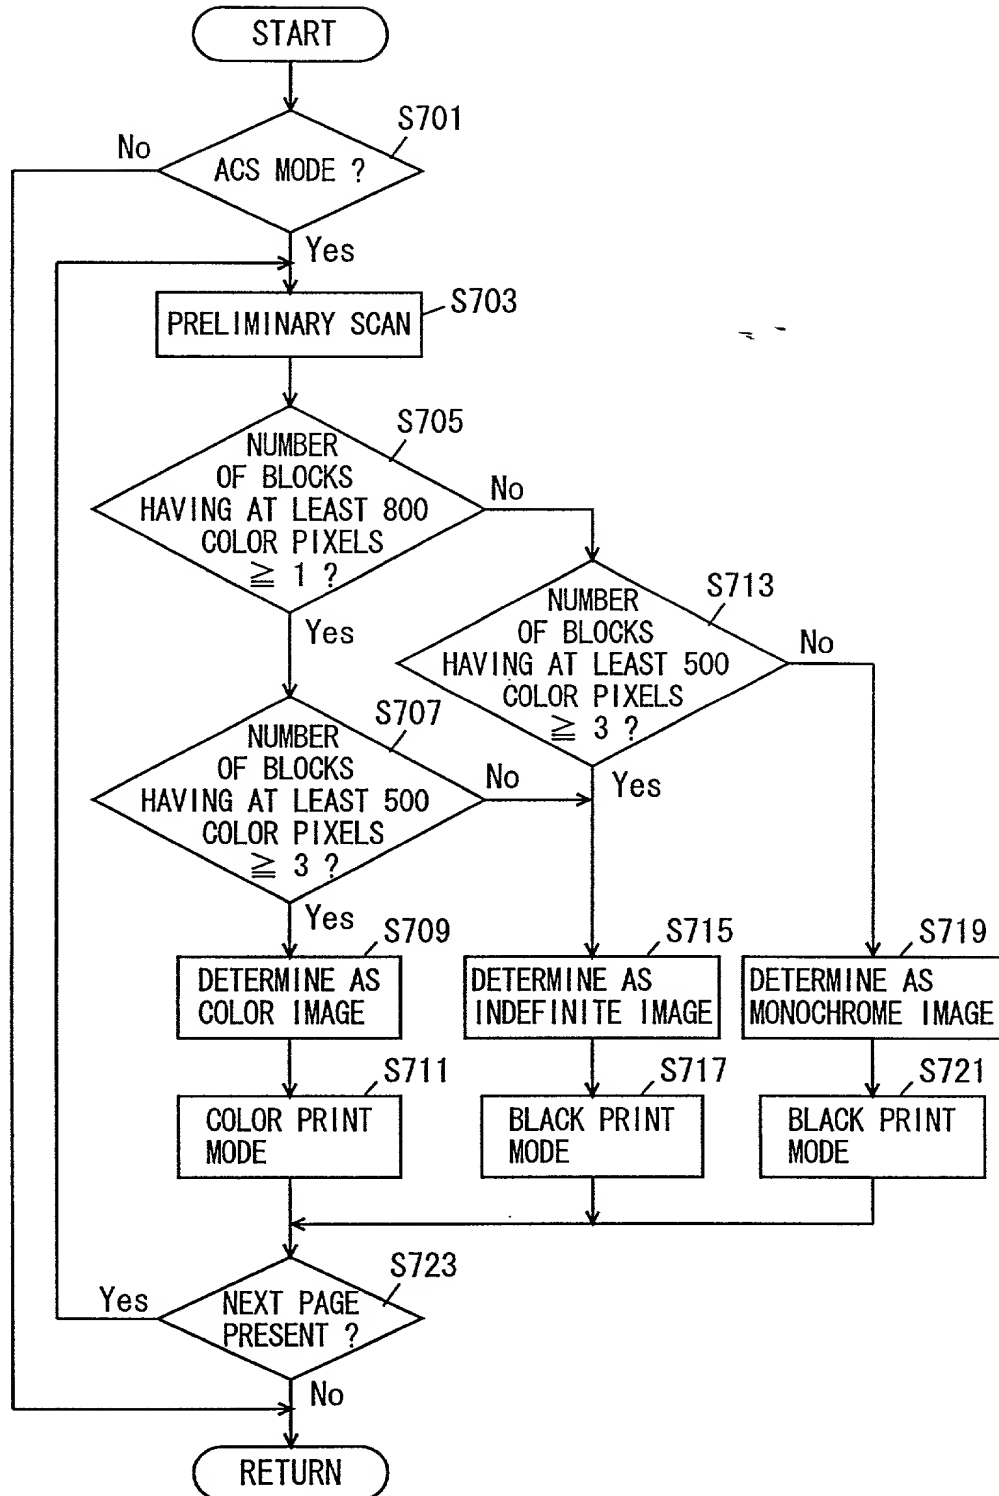 START
S701
No
ACS MODE ?
Yes
S703
PRELIMINARY SCAN
S705
NUMBER
OF BLOCKS
HAVING AT LEAST 800
COLOR PIXELS
≧ 1 ?
No
Yes
S713
NUMBER
OF BLOCKS
HAVING AT LEAST 500
COLOR PIXELS
≧ 3 ?
No
Yes
S707
NUMBER
OF BLOCKS
HAVING AT LEAST 500
COLOR PIXELS
≧ 3 ?
No
Yes
S709
DETERMINE AS
COLOR IMAGE
S715
DETERMINE AS
INDEFINITE IMAGE
S719
DETERMINE AS
MONOCHROME IMAGE
S711
COLOR PRINT
MODE
S717
BLACK PRINT
MODE
S721
BLACK PRINT
MODE
S723
Yes
NEXT PAGE
PRESENT ?
No
RETURN